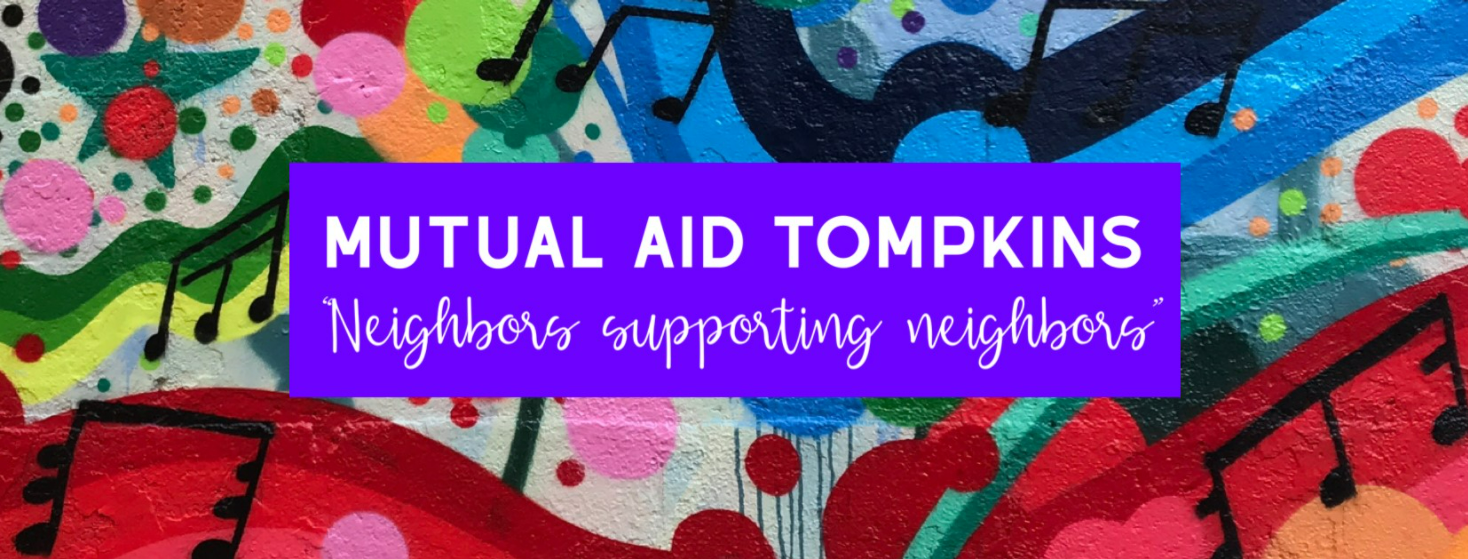 MUTUAL AID TOMPKINS
“Neighbors supporting neighbors”